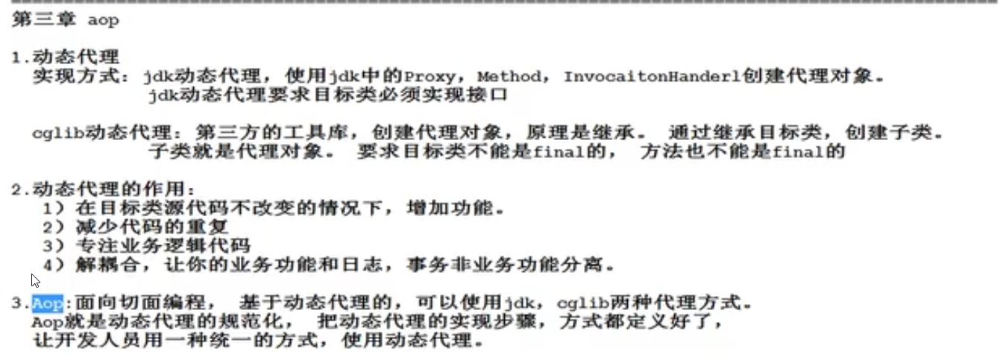 第三章 aop
1.动态代理
实现方式：jdk动态代理，使用jdk中的Proxy，Method，InvocaitonHanderl创建代理对象。
jdk动态代理要求目标类必须实现接口
cglib动态代理：第三方的工具库，创建代理对象，原理是继承。 通过继承目标类，创建子类。
子类就是代理对象。 要求目标类不能是final的， 方法也不能是final的
2.动态代理的作用：
1）在目标类源代码不改变的情况下，增加功能。
2）减少代码的重复
3）专注业务逻辑代码
4）解耦合，让你的业务功能和日志，事务非业务功能分离。
3.Aop:面向切面编程， 基于动态代理的，可以使用jdk，cglib两种代理方式。
Aop就是动态代理的规范化， 把动态代理的实现步骤，方式都定义好了，
让开发人员用一种统一的方式，使用动态代理。